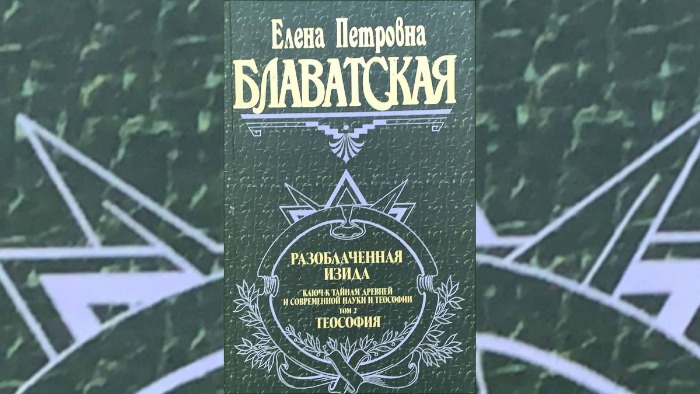 Елена Петровна
БЛАВАТСКАЯ
РАЗОБЛАЧЕННАЯ
ИЗИДА
КЛЮЧ К ТАЙНАМ ДРЕВНЕЙ
И СОВРЕМЕННОЙ НАУКИ И ТЕОСОФИИ
ТОМ 2
ТЕОСОФИЯ